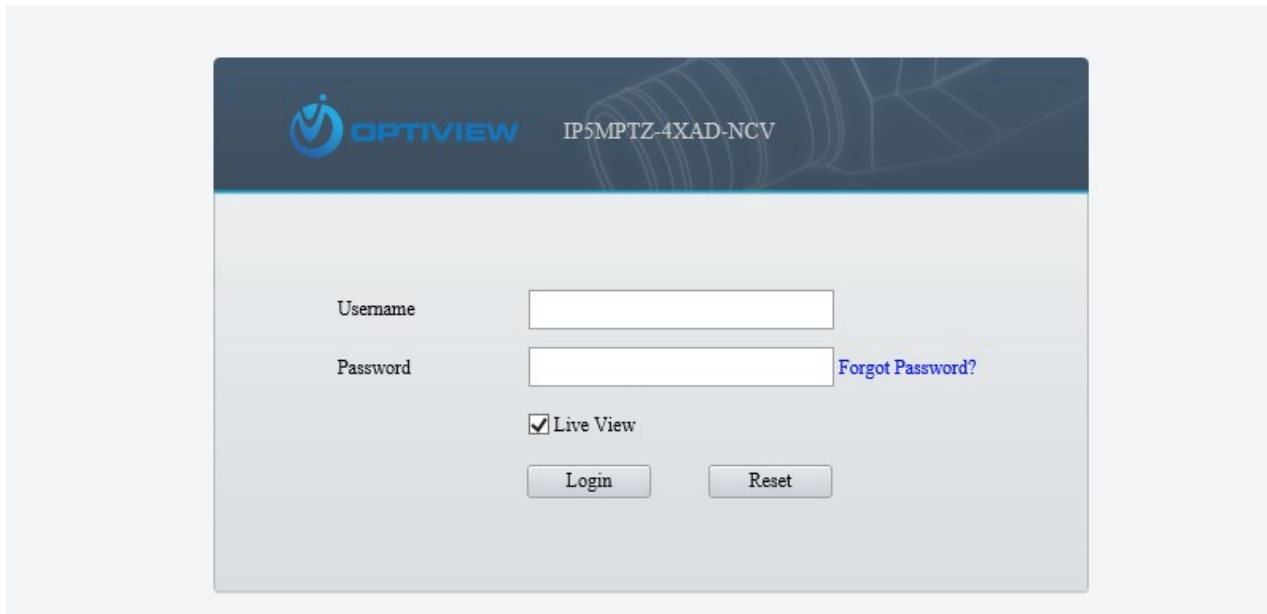 OPTIVIEW IP5MPTZ-4XAD-NCV
Username
Password Forgot Password?
Live View
Login Reset